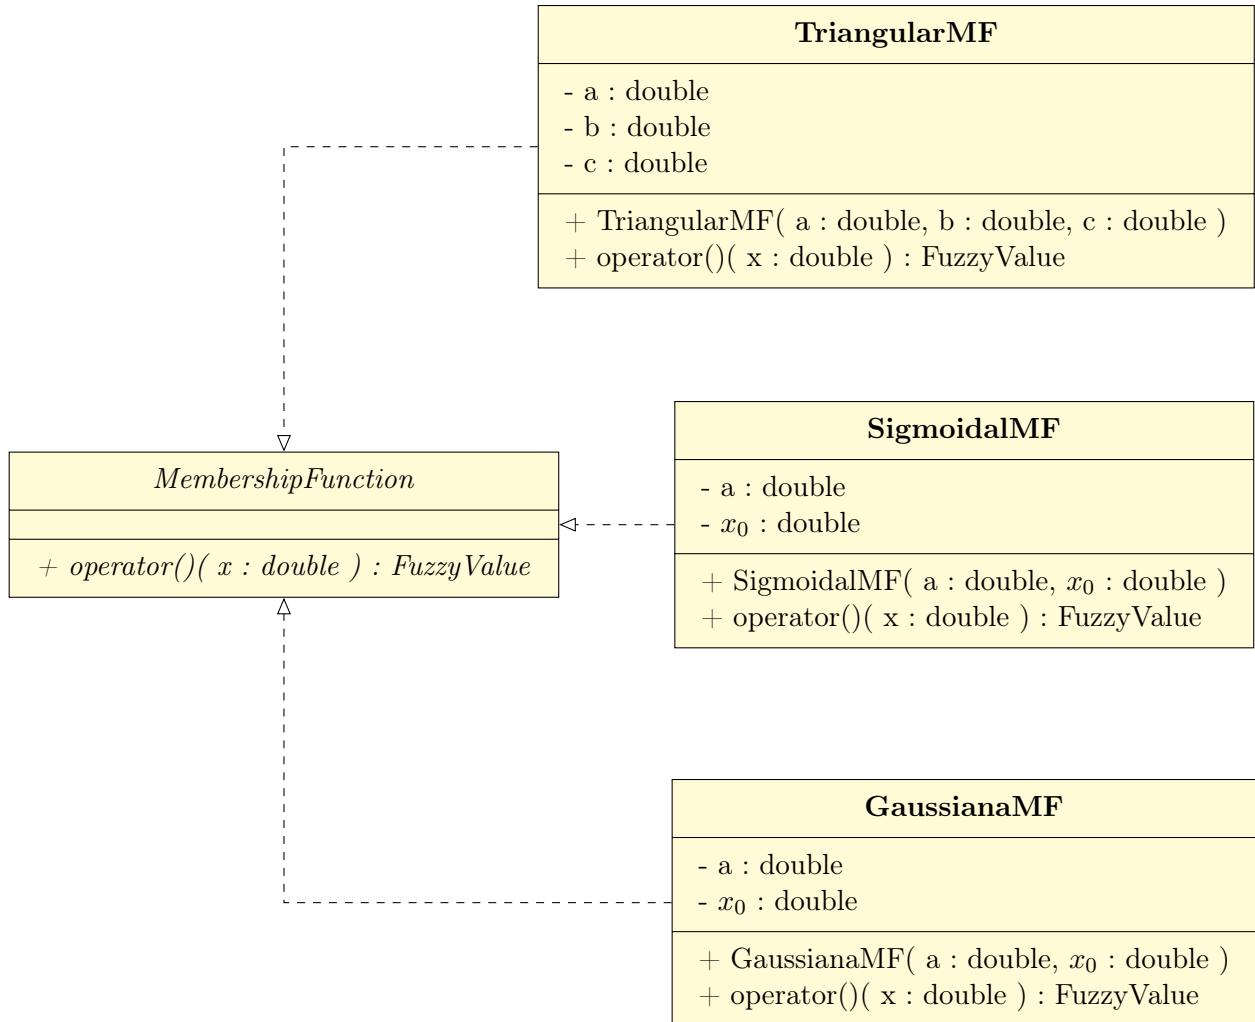 TriangularMF
- a : double
- b : double
- c : double
+ TriangularMF( a : double, b : double, c : double )
+ operator()( x : double ) : FuzzyValue
MembershipFunction
+ operator()( x : double ) : FuzzyValue
SigmoidalMF
- a : double
- x₀ : double
+ SigmoidalMF( a : double, x₀ : double )
+ operator()( x : double ) : FuzzyValue
GaussianaMF
- a : double
- x₀ : double
+ GaussianaMF( a : double, x₀ : double )
+ operator()( x : double ) : FuzzyValue